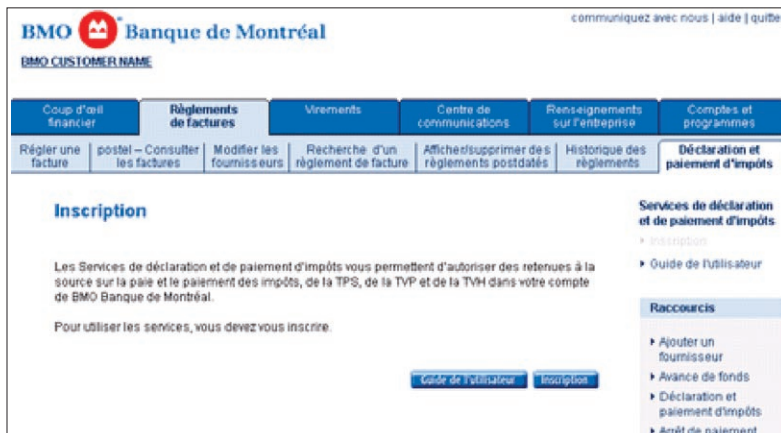 communiquez avec nous | aide | quitte
BMO Banque de Montréal
BMO CUSTOMER NAME
Coup d'œil financier
Règlements de factures
Virements
Centre de communications
Renseignements sur l'entreprise
Comptes et programmes
Régler une facture
postel – Consulter les factures
Modifier les fournisseurs
Recherche d'un règlement de facture
Afficher/supprimer des règlements postdatés
Historique des règlements
Déclaration et paiement d'impôts
Inscription
Les Services de déclaration et de paiement d'impôts vous permettent d'autoriser des retenues à la
source sur la paie et le paiement des impôts, de la TPS, de la TVP et de la TVH dans votre compte
de BMO Banque de Montréal.
Pour utiliser les services, vous devez vous inscrire.
Guide de l'utilisateur
Inscription
Services de déclaration
et de paiement d'impôts
Inscription
Guide de l'utilisateur
Raccourcis
Ajouter un
fournisseur
Avance de fonds
Déclaration et
paiement d'impôts
Arrêt de paiement